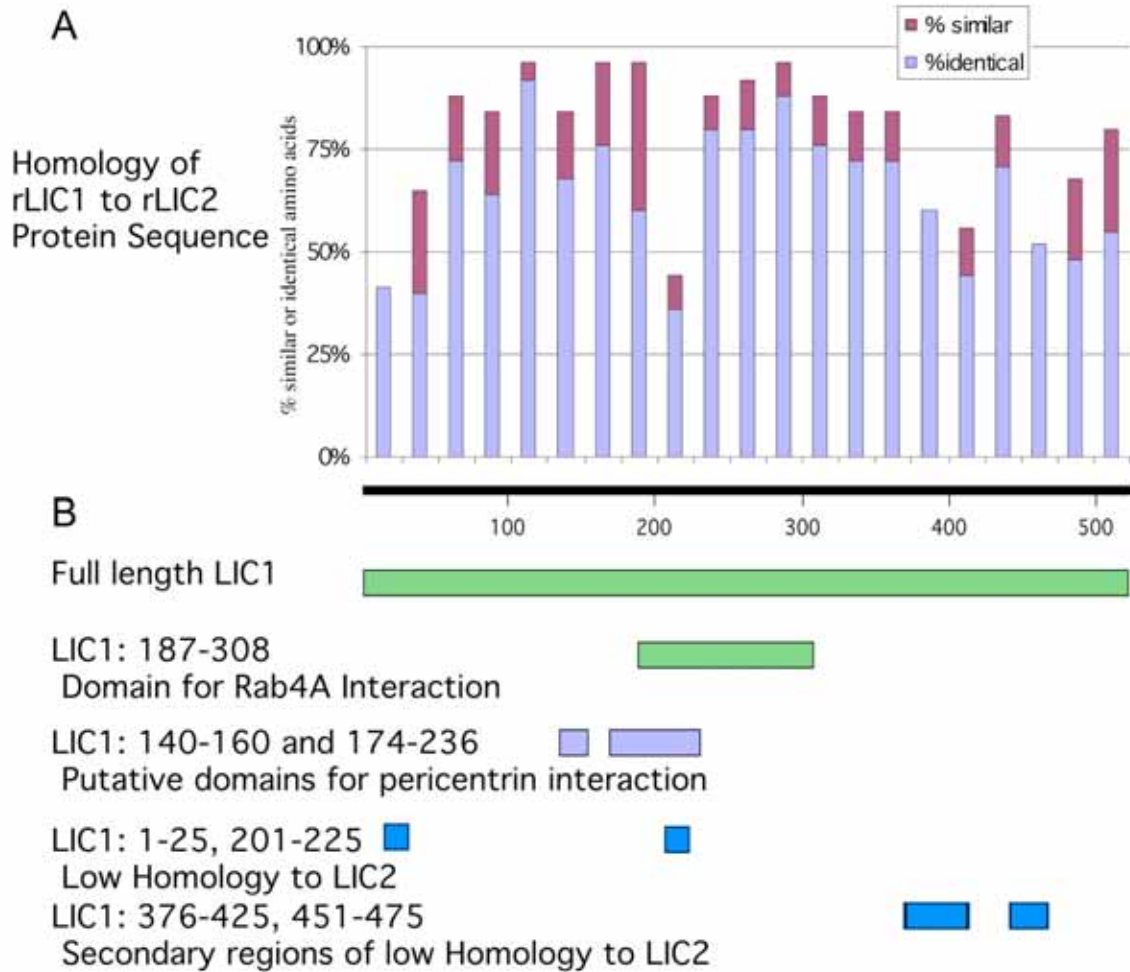 A
% similar
%identical
100%
75%
50%
25%
0%
% similar or identical amino acids
Homology of
rLIC1 to rLIC2
Protein Sequence
B
100 200 300 400 500
Full length LIC1
LIC1: 187-308
Domain for Rab4A Interaction
LIC1: 140-160 and 174-236
Putative domains for pericentrin interaction
LIC1: 1-25, 201-225
Low Homology to LIC2
LIC1: 376-425, 451-475
Secondary regions of low Homology to LIC2